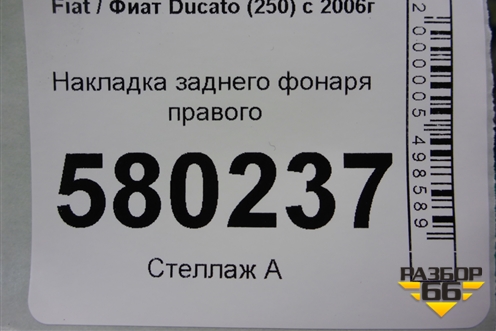 Fiat / Фиат Ducato (250) с 2006г
Накладка заднего фонаря
правого
580237
Стеллаж А
2000005498589
РАЗБОР
66